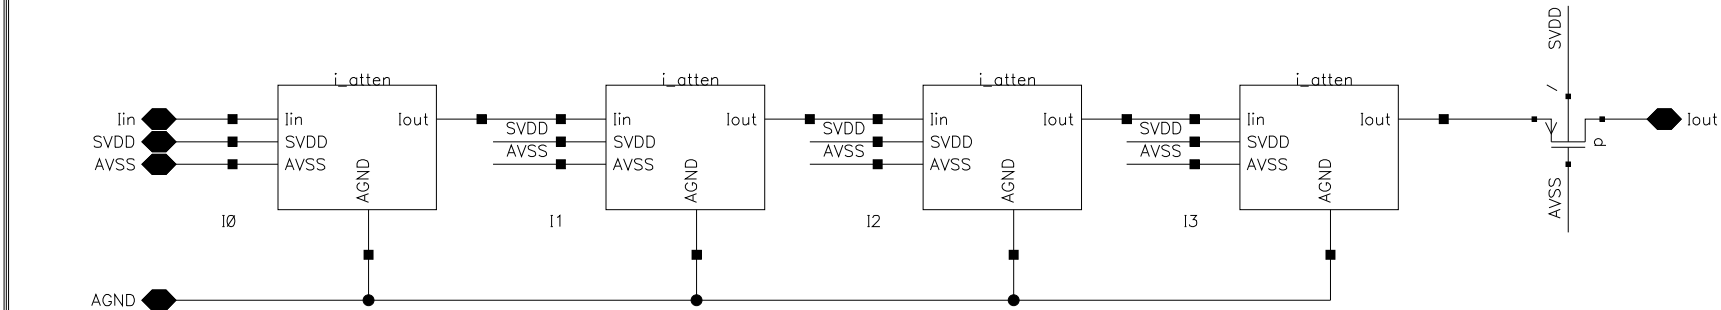 SVDD
i_atten
i_atten
i_atten
i_atten
Iin
Iin
Iout
Iin
Iout
Iin
Iout
Iin
Iout
Iout
SVDD
SVDD
SVDD
SVDD
SVDD
SVDD
SVDD
SVDD
AVSS
AVSS
AVSS
AVSS
AVSS
AVSS
AVSS
AVSS
p
AGND
AGND
AGND
AGND
AVSS
I0
I1
I2
I3
AGND